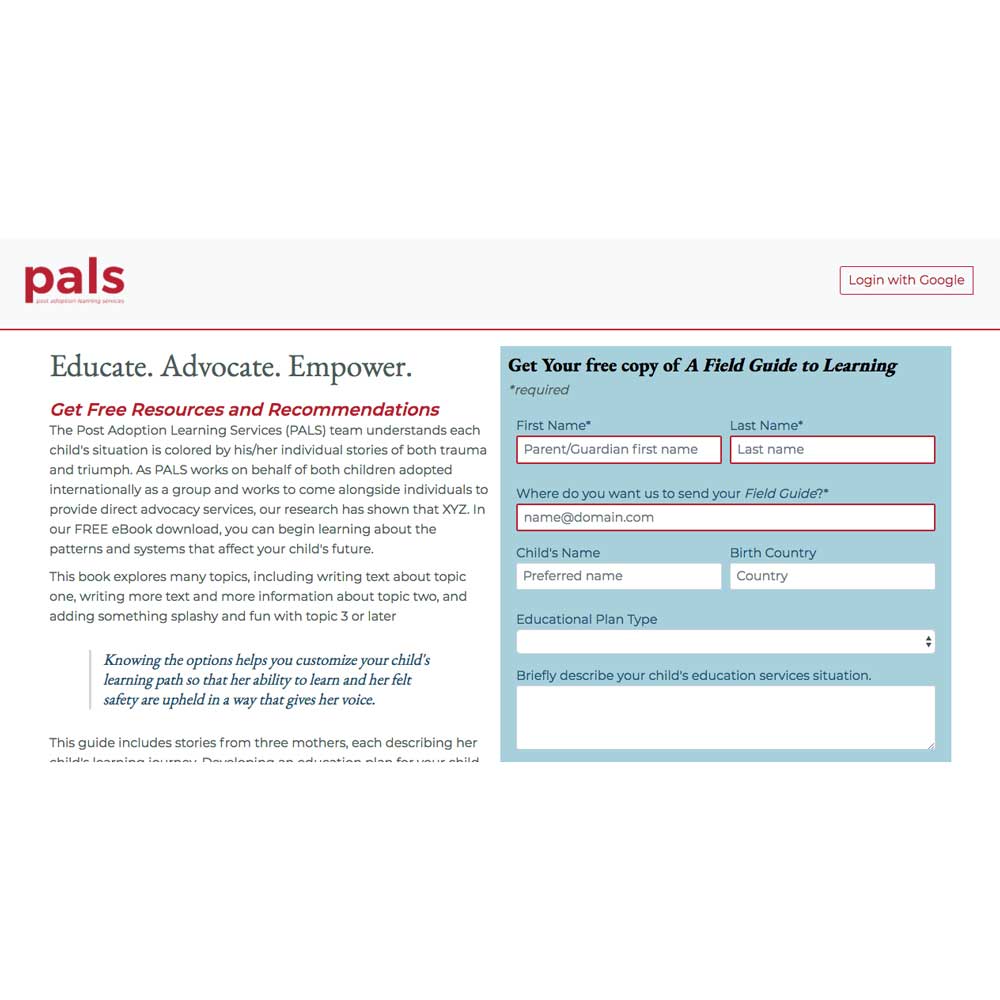 pals
post adoption learning services
Login with Google
Educate. Advocate. Empower.
Get Free Resources and Recommendations
The Post Adoption Learning Services (PALS) team understands each
child's situation is colored by his/her individual stories of both trauma
and triumph. As PALS works on behalf of both children adopted
internationally as a group and works to come alongside individuals to
provide direct advocacy services, our research has shown that XYZ. In
our FREE eBook download, you can begin learning about the
patterns and systems that affect your child's future.
This book explores many topics, including writing text about topic
one, writing more text and more information about topic two, and
adding something splashy and fun with topic 3 or later
Knowing the options helps you customize your child's
learning path so that her ability to learn and her felt
safety are upheld in a way that gives her voice.
This guide includes stories from three mothers, each describing her
child's learning journey. Developing an education plan for your child
Get Your free copy of A Field Guide to Learning
*required
First Name*
Last Name*
Parent/Guardian first name
Last name
Where do you want us to send your Field Guide?*
name@domain.com
Child's Name
Birth Country
Preferred name
Country
Educational Plan Type
Briefly describe your child's education services situation.